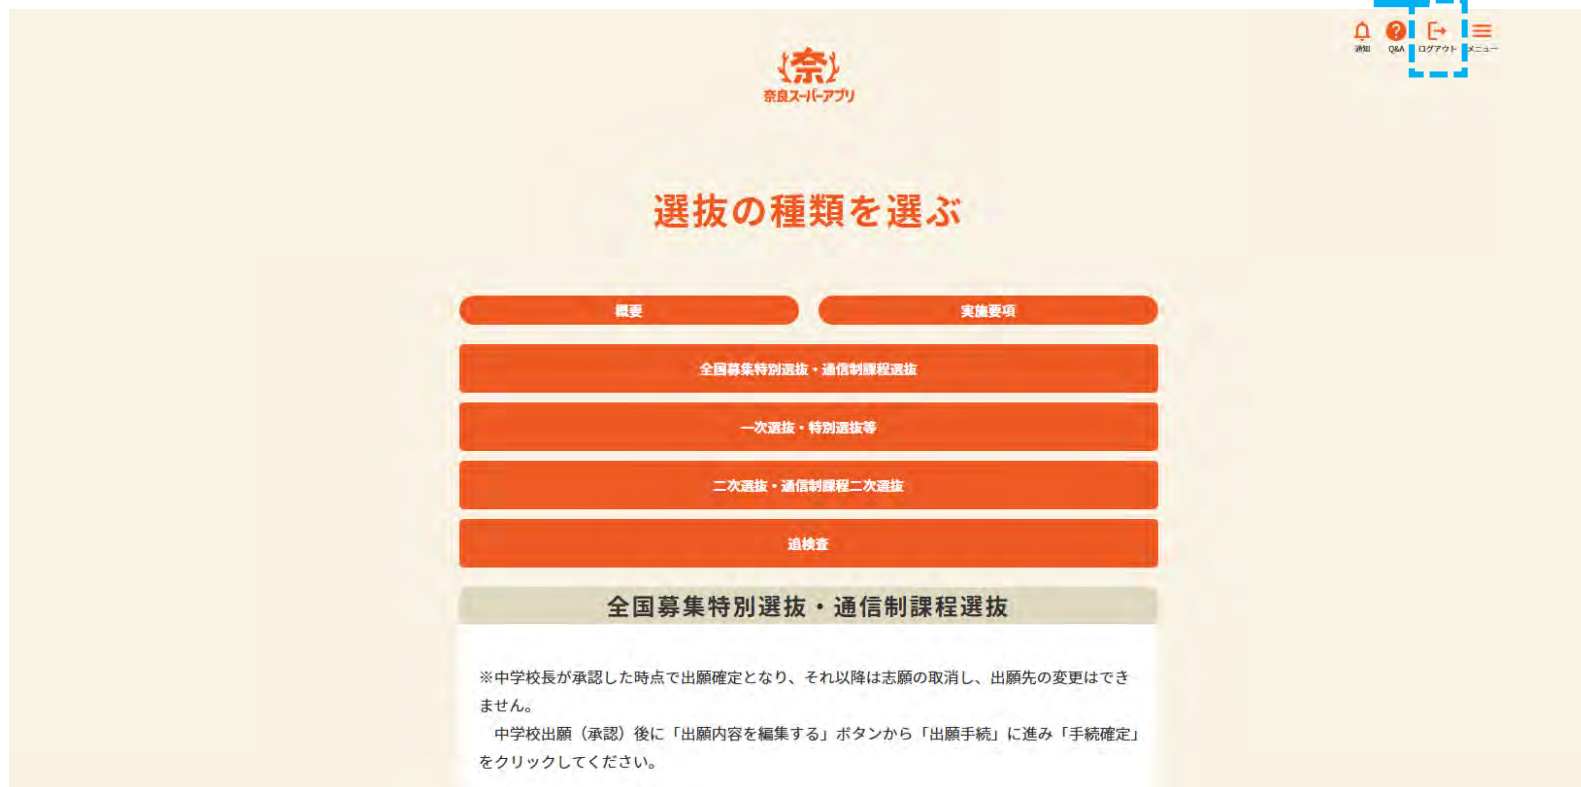 通知 Q&A ログアウト メニュー
奈
奈良スーパーアプリ
選抜の種類を選ぶ
概要 実施要項
全国募集特別選抜・通信制課程選抜
一次選抜・特別選抜等
二次選抜・通信制課程二次選抜
追検査
全国募集特別選抜・通信制課程選抜
※中学校長が承認した時点で出願確定となり、それ以降は志願の取消し、出願先の変更はでき
ません。
　中学校出願（承認）後に「出願内容を編集する」ボタンから「出願手続」に進み「手続確定」
をクリックしてください。